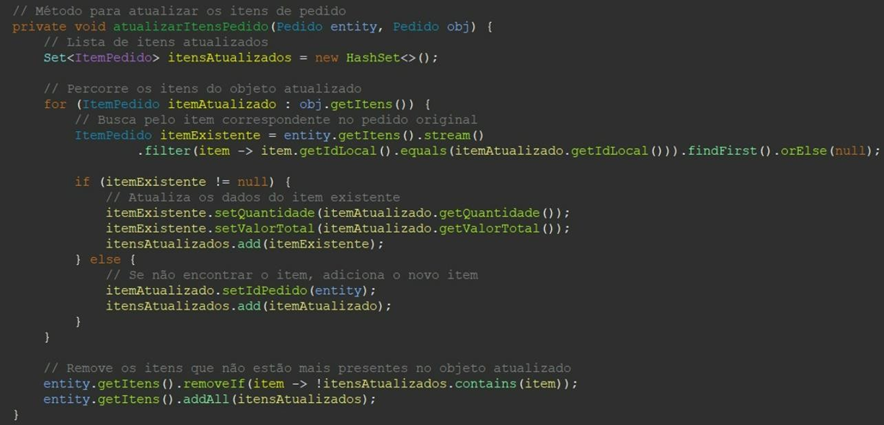 // Método para atualizar os itens de pedido
private void atualizarItensPedido(Pedido entity, Pedido obj) {
    // Lista de itens atualizados
    Set<ItemPedido> itensAtualizados = new HashSet<>();

    // Percorre os itens do objeto atualizado
    for (ItemPedido itemAtualizado : obj.getItens()) {
        // Busca pelo item correspondente no pedido original
        ItemPedido itemExistente = entity.getItens().stream()
                .filter(item -> item.getIdLocal().equals(itemAtualizado.getIdLocal())).findFirst().orElse(null);

        if (itemExistente != null) {
            // Atualiza os dados do item existente
            itemExistente.setQuantidade(itemAtualizado.getQuantidade());
            itemExistente.setValorTotal(itemAtualizado.getValorTotal());
            itensAtualizados.add(itemExistente);
        } else {
            // Se não encontrar o item, adiciona o novo item
            itemAtualizado.setIdPedido(entity);
            itensAtualizados.add(itemAtualizado);
        }
    }

    // Remove os itens que não estão mais presentes no objeto atualizado
    entity.getItens().removeIf(item -> !itensAtualizados.contains(item));
    entity.getItens().addAll(itensAtualizados);
}